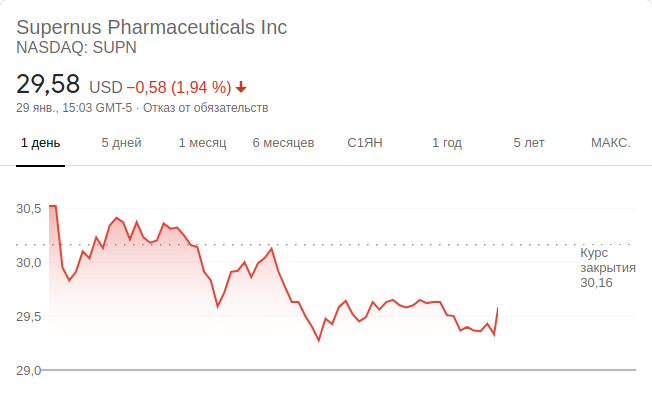 Supernus Pharmaceuticals Inc
NASDAQ: SUPN
29,58 USD −0,58 (1,94 %)
29 янв., 15:03 GMT-5 · Отказ от обязательств
1 день 5 дней 1 месяц 6 месяцев С1ЯН 1 год 5 лет МАКС.
30,5
30,0
29,5
29,0
Курс
закрытия
30,16